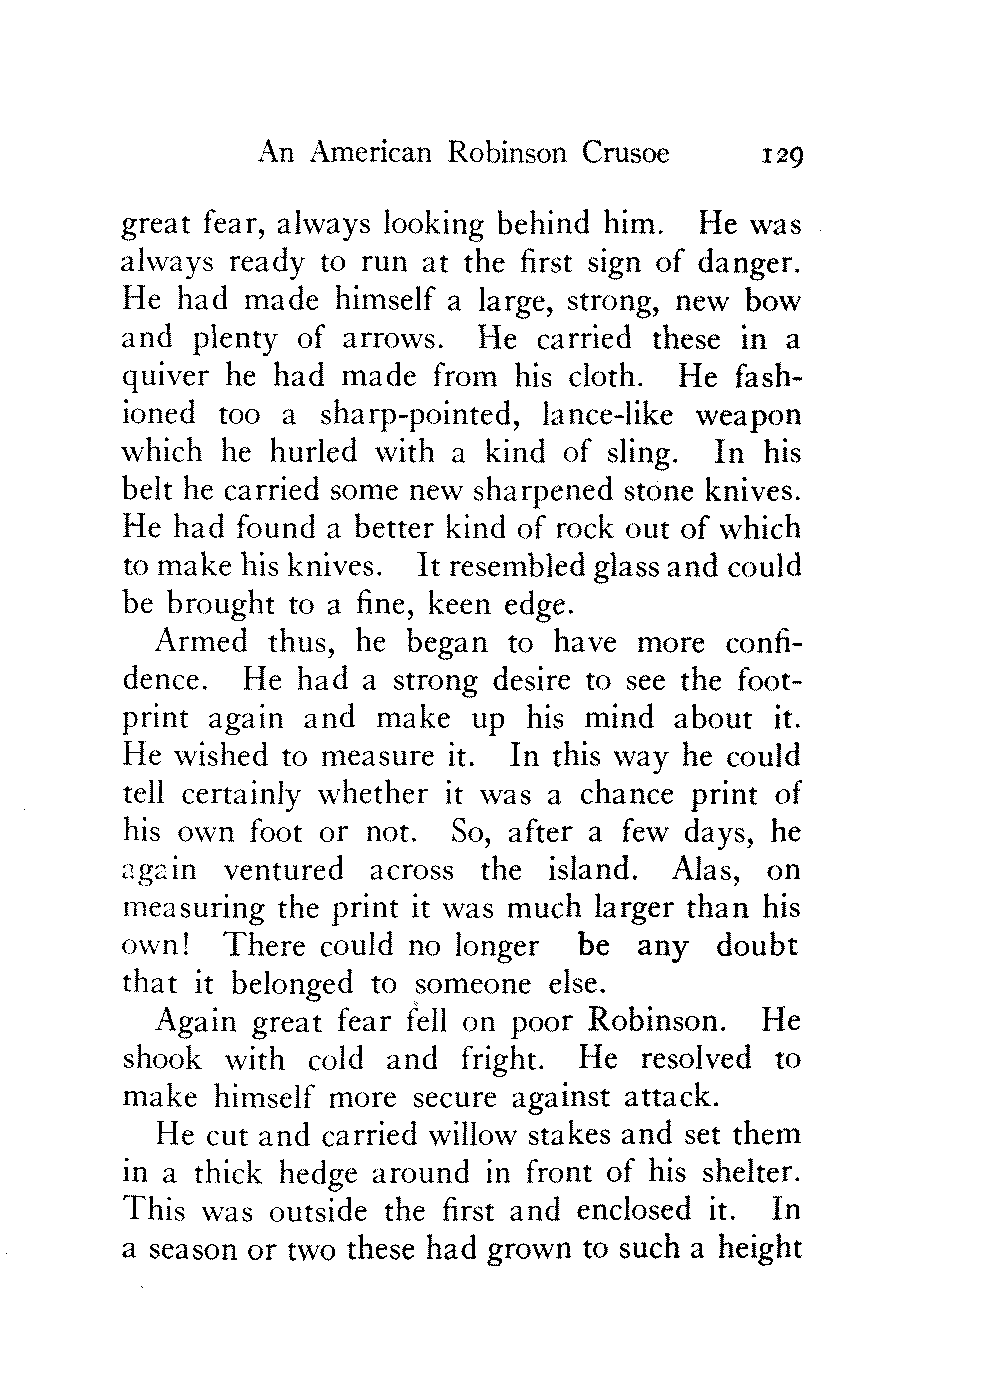 An American Robinson Crusoe 129
great fear, always looking behind him. He was
always ready to run at the first sign of danger.
He had made himself a large, strong, new bow
and plenty of arrows. He carried these in a
quiver he had made from his cloth. He fash-
ioned too a sharp-pointed, lance-like weapon
which he hurled with a kind of sling. In his
belt he carried some new sharpened stone knives.
He had found a better kind of rock out of which
to make his knives. It resembled glass and could
be brought to a fine, keen edge.
Armed thus, he began to have more confi-
dence. He had a strong desire to see the foot-
print again and make up his mind about it.
He wished to measure it. In this way he could
tell certainly whether it was a chance print of
his own foot or not. So, after a few days, he
again ventured across the island. Alas, on
measuring the print it was much larger than his
own! There could no longer be any doubt
that it belonged to someone else.
Again great fear fell on poor Robinson. He
shook with cold and fright. He resolved to
make himself more secure against attack.
He cut and carried willow stakes and set them
in a thick hedge around in front of his shelter.
This was outside the first and enclosed it. In
a season or two these had grown to such a height